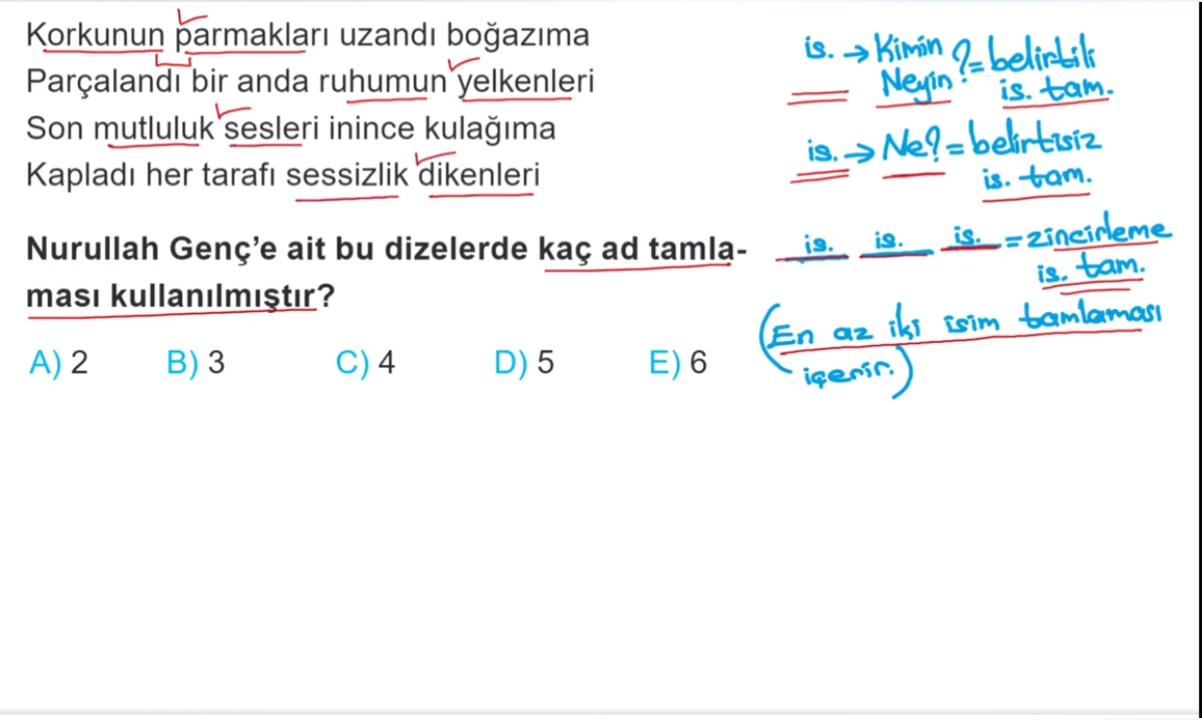 Korkunun parmakları uzandı boğazıma
Parçalandı bir anda ruhumun yelkenleri
Son mutluluk sesleri inince kulağıma
Kapladı her tarafı sessizlik dikenleri
Nurullah Genç'e ait bu dizelerde kaç ad tamla-
ması kullanılmıştır?
A) 2 B) 3 C) 4 D) 5 E) 6
is. → Kimin
Neyin ? = belirtili
is. tam.
is. → Ne? = belirtisiz
is. tam.
is. is. is. = zincirleme
is. tam.
(En az iki isim tamlaması
içerir.)